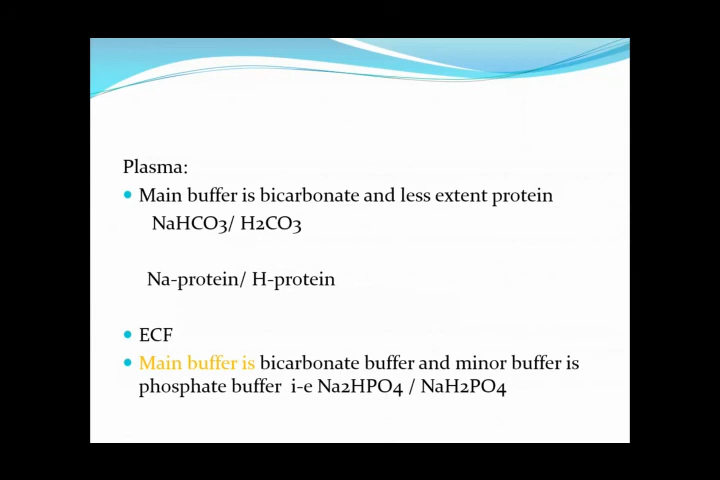 Plasma:
Main buffer is bicarbonate and less extent protein
NaHCO3/ H2CO3
Na-protein/ H-protein
ECF
Main buffer is bicarbonate buffer and minor buffer is
phosphate buffer i-e Na2HPO4 / NaH2PO4